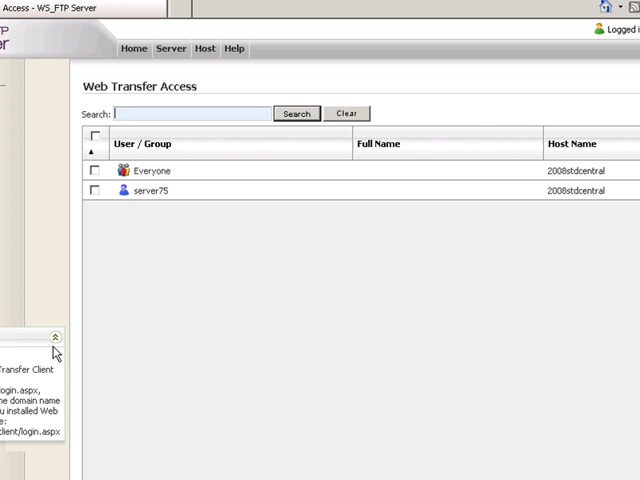 Access - WS_FTP Server
Logged i
Home Server Host Help
Web Transfer Access
Search: Search Clear
User / Group Full Name Host Name
Everyone 2008stdcentral
server75 2008stdcentral
Transfer Client
login.aspx,
he domain name
u installed Web
e:
client/login.aspx